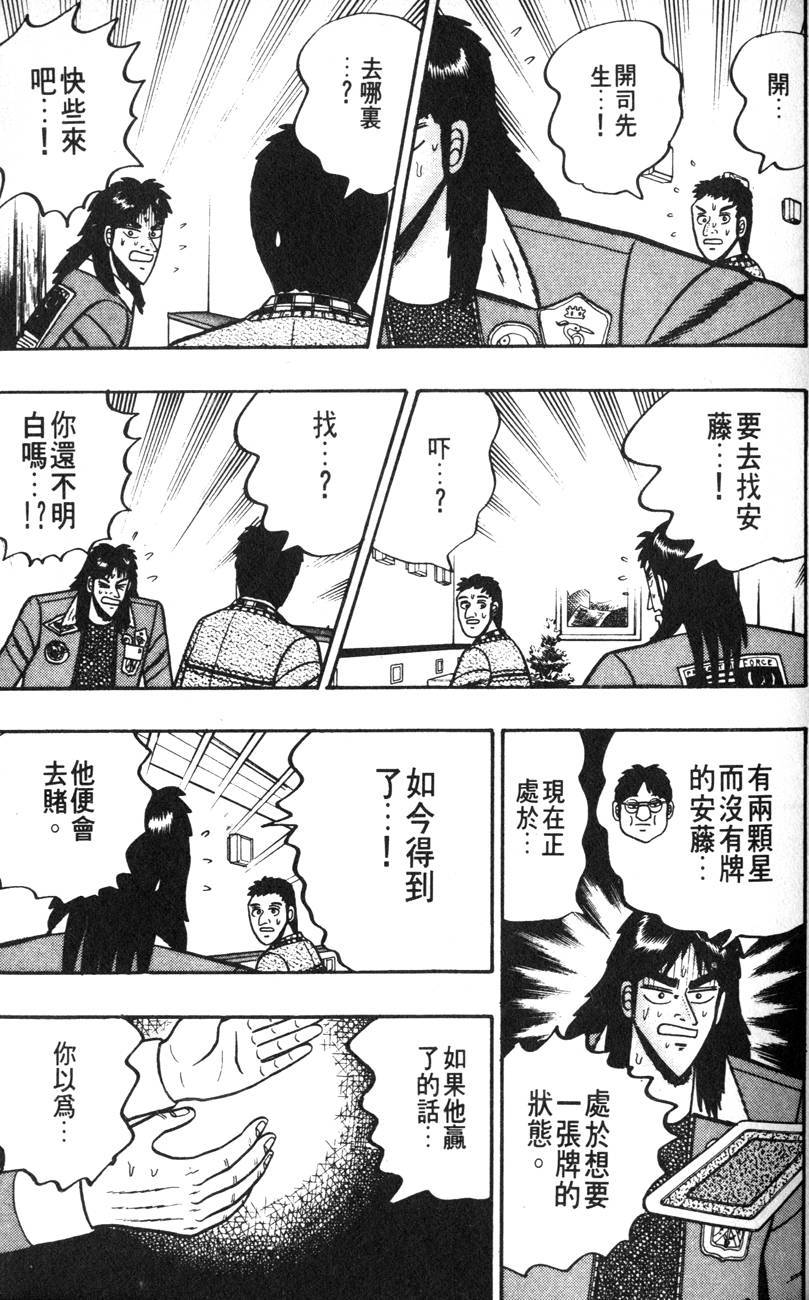 開…
開司先
生…！
去哪裏
…？
快些來
吧…！
要去找安
藤…！
吓…？
找…？
你還不明
白嗎…!?
有兩顆星
而沒有牌
的安藤…
現在正
處於…
處於想要
一張牌的
狀態。
如今得到
了…！
他便會
去賭。
如果他贏
了的話…
你以爲…